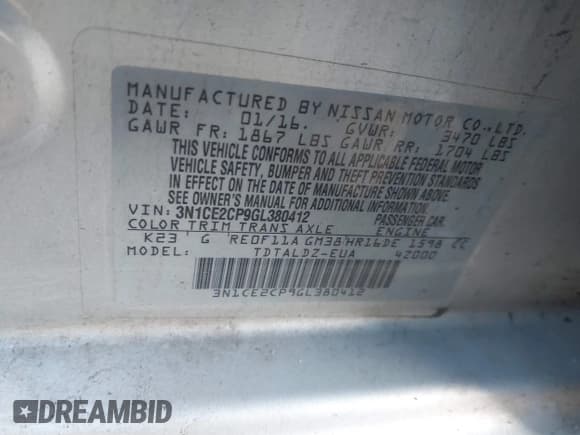 MANUFACTURED BY NISSAN MOTOR CO.,LTD.
DATE: 01/16. GVWR: 3470 LBS
GAWR FR: 1867 LBS GAWR RR: 1704 LBS
THIS VEHICLE CONFORMS TO ALL APPLICABLE FEDERAL MOTOR
VEHICLE SAFETY, BUMPER AND THEFT PREVENTION STANDARDS
IN EFFECT ON THE DATE OF MANUFACTURE SHOWN ABOVE.
SEE OWNER'S MANUAL FOR ADDITIONAL INFORMATION.
VIN: 3N1CE2CP9GL380412 PASSENGER CAR
COLOR TRIM TRANS AXLE ENGINE
K23 G RE0F11A GM38 HR16DE 1598 CC
MODEL: TDTALDZ-EUA 42000
3N1CE2CP9GL380412
DREAMBID